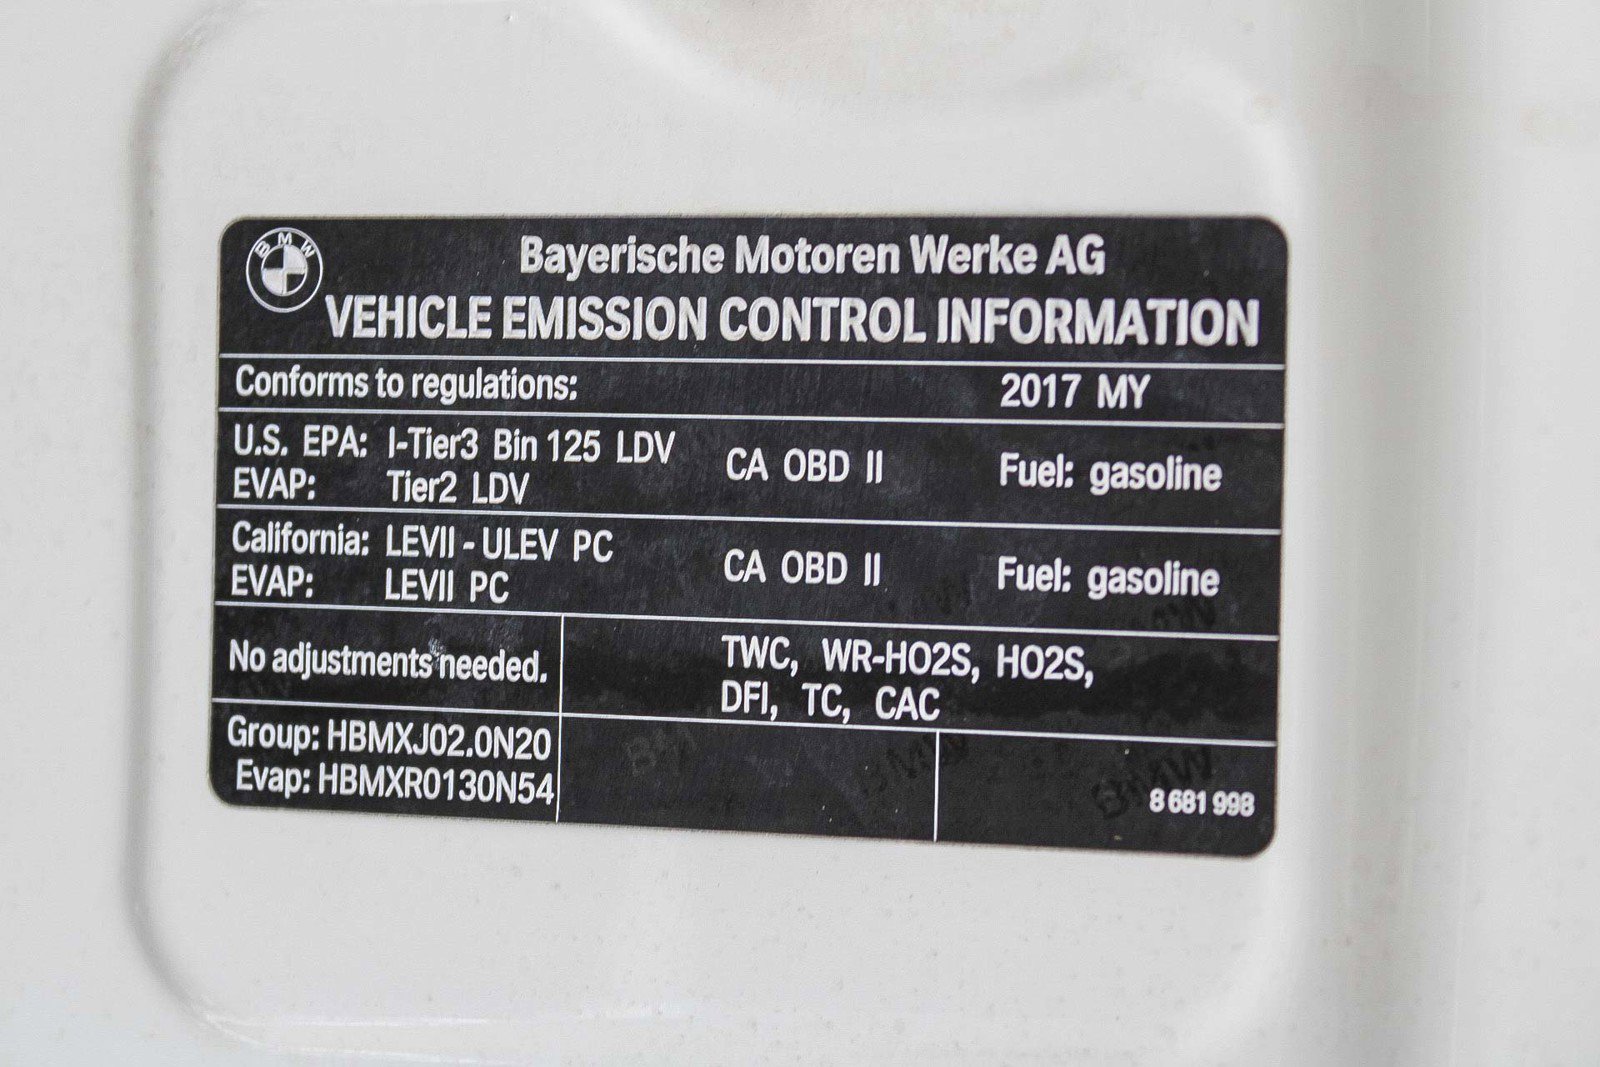 BMW
Bayerische Motoren Werke AG
VEHICLE EMISSION CONTROL INFORMATION
Conforms to regulations: 2017 MY
U.S. EPA: I-Tier3 Bin 125 LDV CA OBD II Fuel: gasoline
EVAP: Tier2 LDV
California: LEVII - ULEV PC CA OBD II Fuel: gasoline
EVAP: LEVII PC
No adjustments needed.
TWC, WR-HO2S, HO2S,
DFI, TC, CAC
Group: HBMXJ02.0N20
Evap: HBMXR0130N54
8 681 998
BMW